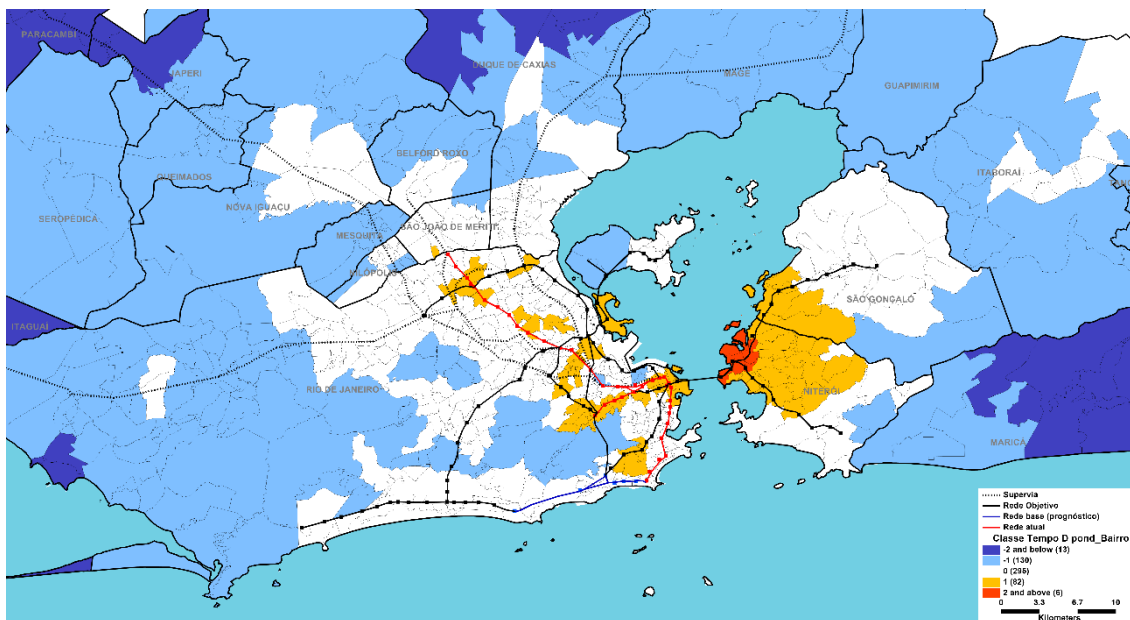 PARACAMBI
JAPERI
DUQUE DE CAXIAS
MAGÉ
GUAPIMIRIM
BELFORD ROXO
ITABORAÍ
QUEIMADOS
SEROPÉDICA
NOVA IGUAÇU
MESQUITA
SÃO JOÃO DE MERITI
NILÓPOLIS
SÃO GONÇALO
ITAGUAÍ
RIO DE JANEIRO
NITERÓI
MARICÁ
Supervia
Rede Objetivo
Rede base (prognóstico)
Rede atual
Classe Tempo D pond_Bairro
-2 and below (13)
-1 (139)
0 (295)
1 (82)
2 and above (6)
0 3.3 6.7 10
Kilometers